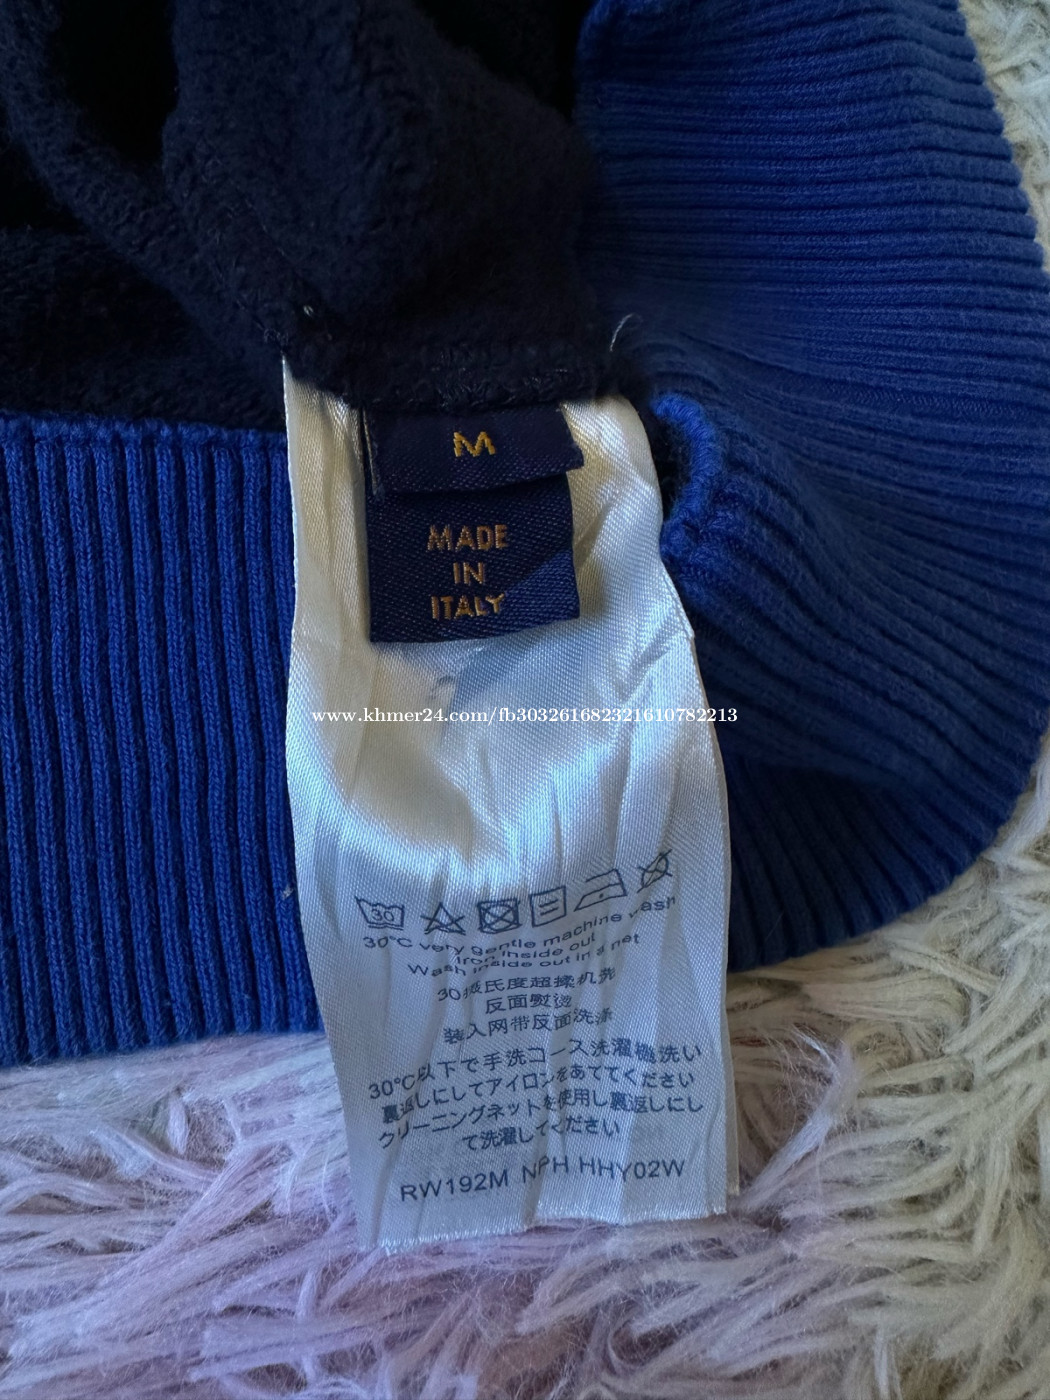 M
MADE
IN
ITALY
www.khmer24.com/fb303261682321610782213
30
30°C very gentle machine wash
Iron inside out
Wash inside out in a net
30摄氏度超揉机洗
反面熨烫
装入网带反面洗涤
30℃以下で手洗コース洗濯機洗い
裏返しにしてアイロンをあててください
クリーニングネットを使用し裏返しにし
て洗濯してください
RW192M NPH HHY02W